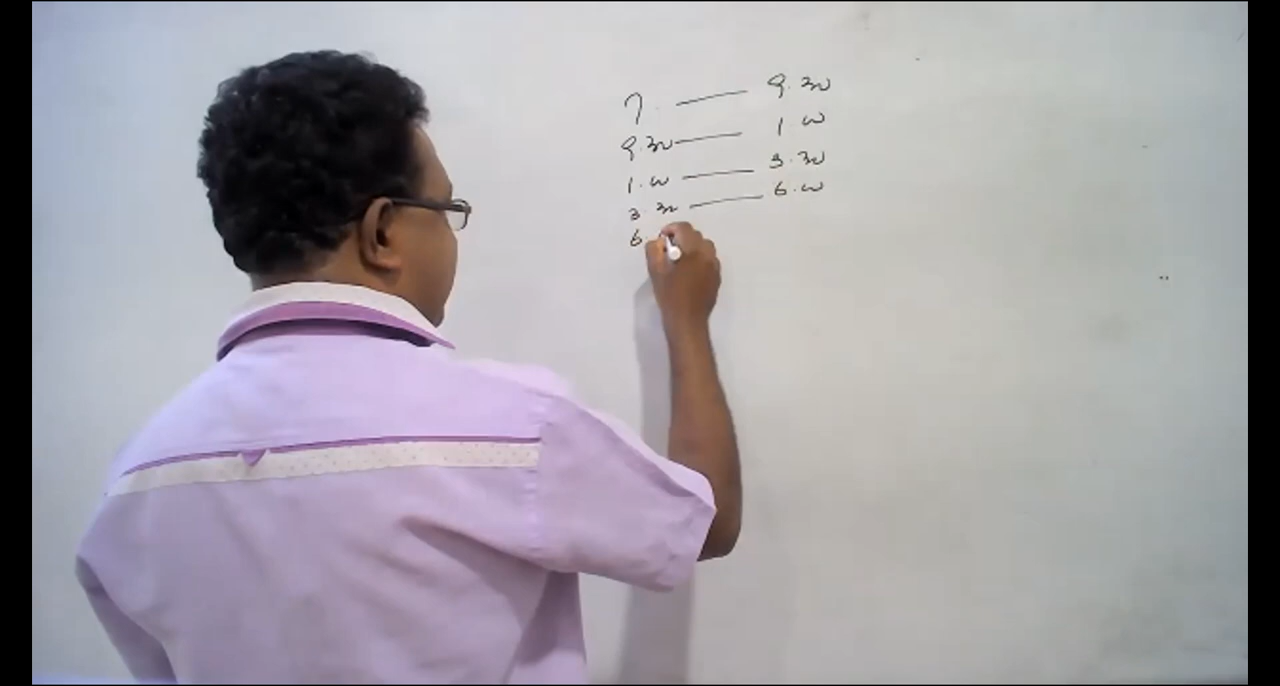 7. — 9.30
9.30 — 1 00
1.00 — 3.30
3.30 — 6.00
6.